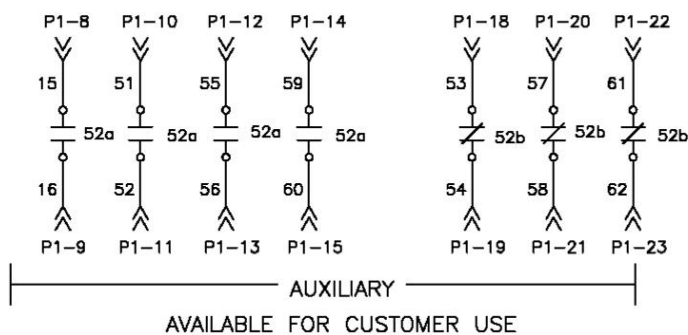 P1-8 P1-10 P1-12 P1-14 P1-18 P1-20 P1-22
15 51 55 59 53 57 61
52a 52a 52a 52a 52b 52b 52b
16 52 56 60 54 58 62
P1-9 P1-11 P1-13 P1-15 P1-19 P1-21 P1-23
AUXILIARY
AVAILABLE FOR CUSTOMER USE